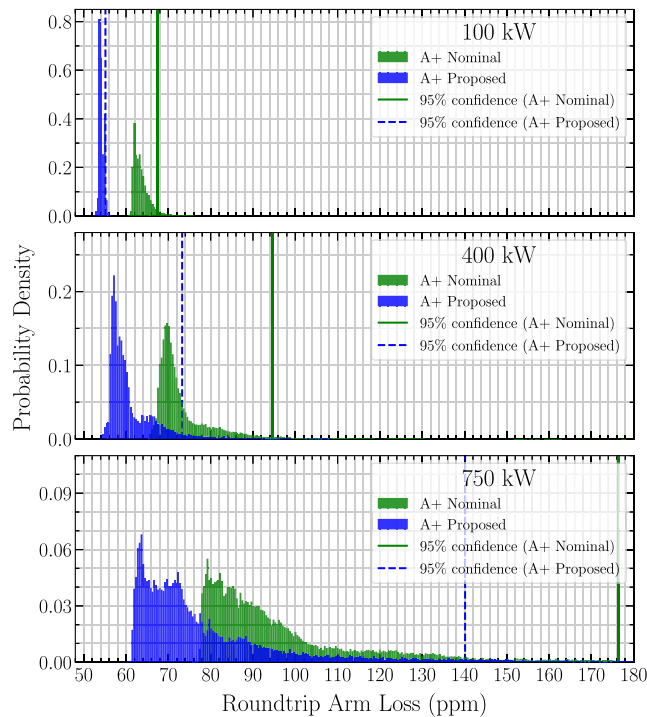 100 kW
A+ Nominal
A+ Proposed
95% confidence (A+ Nominal)
95% confidence (A+ Proposed)
0.8
0.6
0.4
0.2
0.0
400 kW
A+ Nominal
A+ Proposed
95% confidence (A+ Nominal)
95% confidence (A+ Proposed)
0.2
0.1
0.0
Probability Density
750 kW
A+ Nominal
A+ Proposed
95% confidence (A+ Nominal)
95% confidence (A+ Proposed)
0.09
0.06
0.03
0.00
50 60 70 80 90 100 110 120 130 140 150 160 170 180
Roundtrip Arm Loss (ppm)